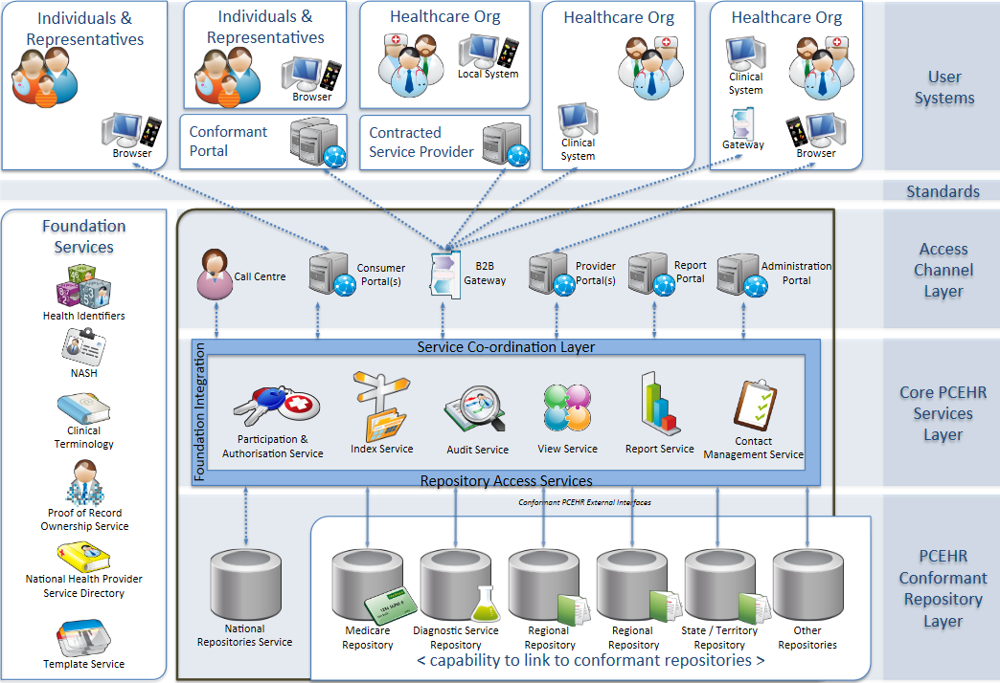 Individuals &
Representatives
Browser
Individuals &
Representatives
Browser
Conformant
Portal
Healthcare Org
Local System
Contracted
Service Provider
Healthcare Org
Clinical
System
Healthcare Org
Clinical
System
Gateway
Browser
User
Systems
Standards
Foundation
Services
Health Identifiers
NASH
Clinical
Terminology
Proof of Record
Ownership Service
National Health Provider
Service Directory
Template Service
Call Centre
Consumer
Portal(s)
B2B
Gateway
Provider
Portal(s)
Report
Portal
Administration
Portal
Access
Channel
Layer
Service Co-ordination Layer
Foundation Integration
Participation &
Authorisation Service
Index Service
Audit Service
View Service
Report Service
Contact
Management Service
Repository Access Services
Core PCEHR
Services
Layer
Conformant PCEHR External Interfaces
National
Repositories Service
Medicare
Repository
Diagnostic Service
Repository
Regional
Repository
Regional
Repository
State / Territory
Repository
Other
Repositories
< capability to link to conformant repositories >
PCEHR
Conformant
Repository
Layer